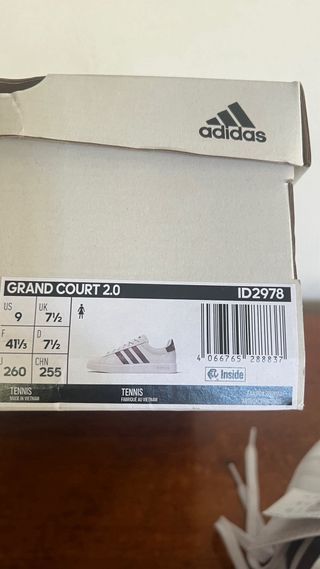 adidas
GRAND COURT 2.0 ID2978
US 9 UK 7½
F 41⅓ D 7½
J 260 CHN 255
4 066765 288837
Inside
TENNIS
MADE IN VIETNAM
TENNIS
FABRIQUÉ AU VIETNAM